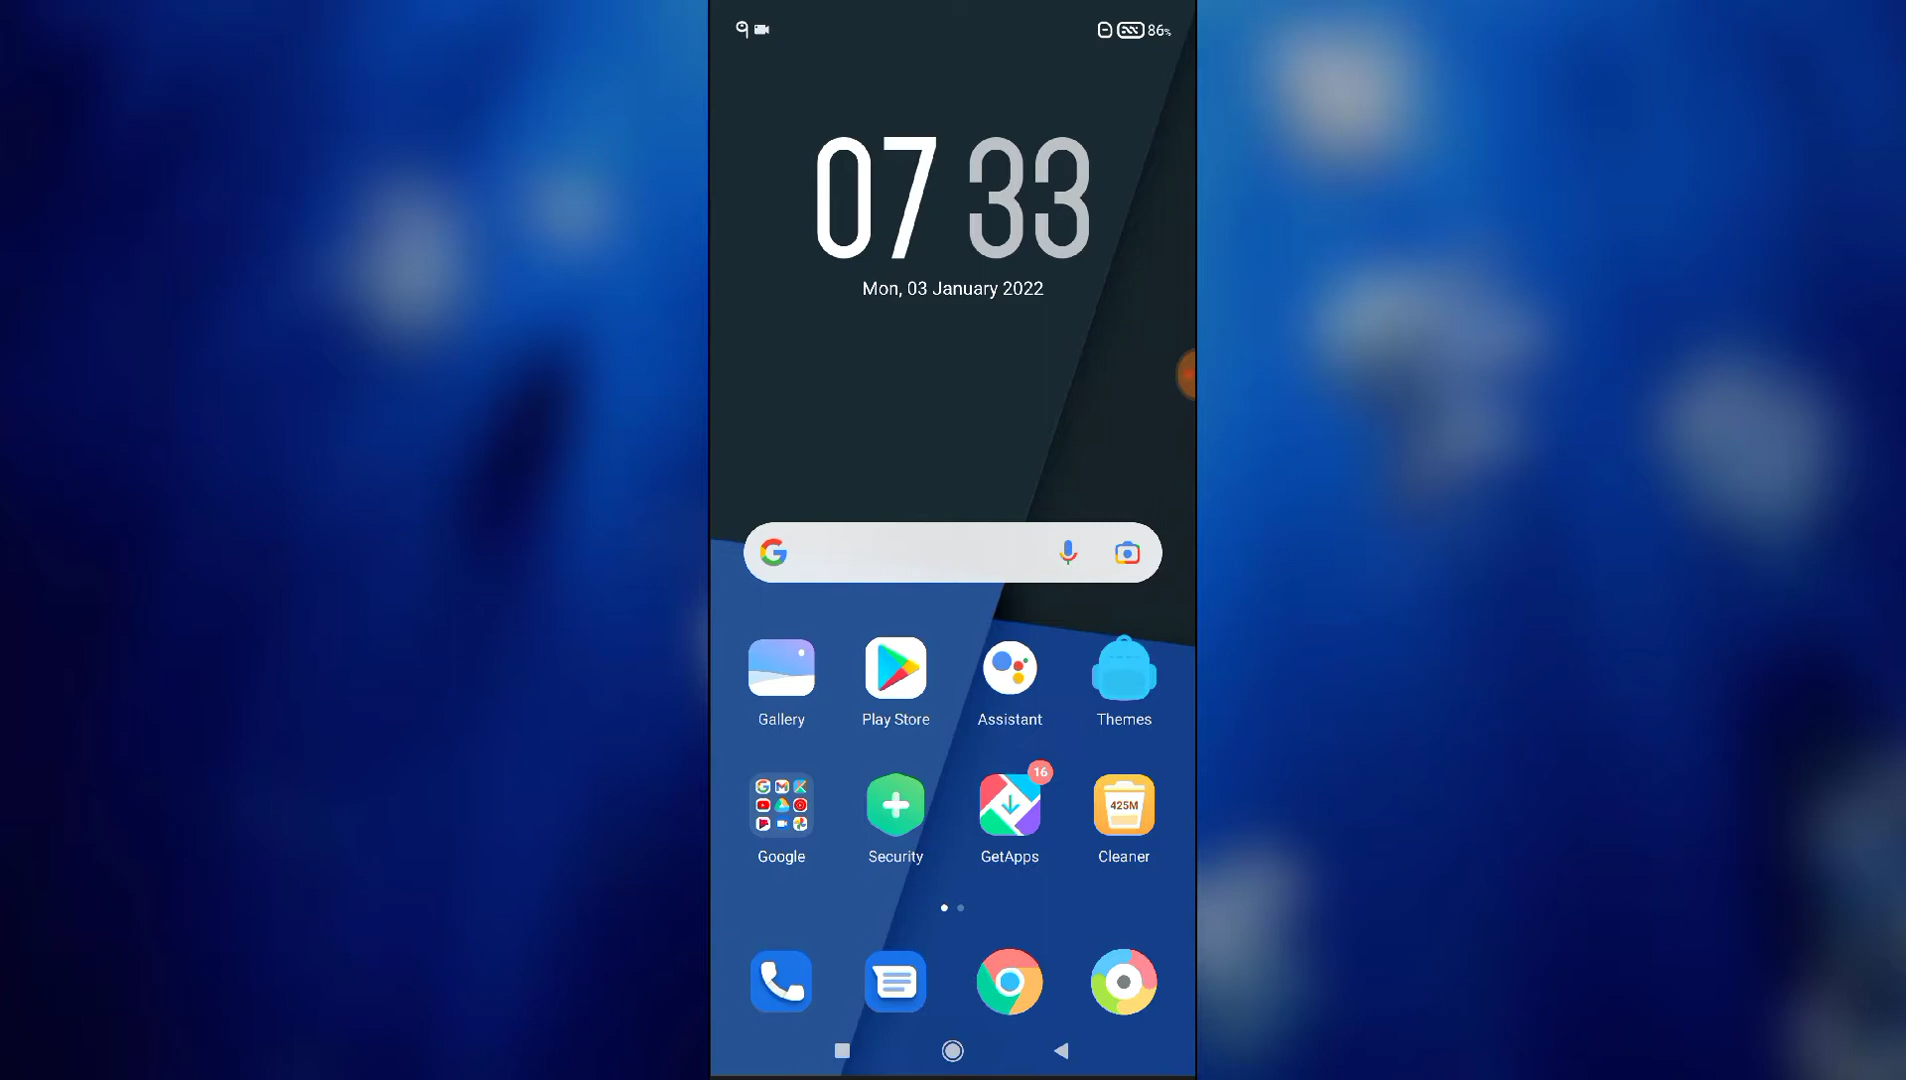 86%
07 33
Mon, 03 January 2022
Gallery Play Store Assistant Themes
16
425M
Google Security GetApps Cleaner